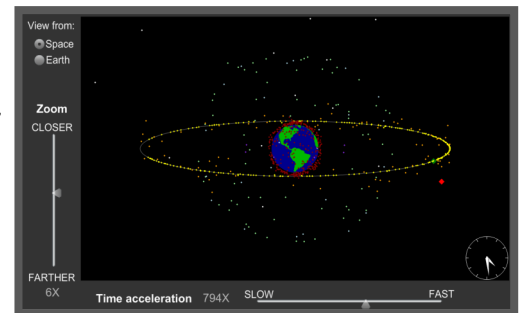 View from:
Space
Earth
Zoom
CLOSER
FARTHER
6X
Time acceleration 794X SLOW FAST